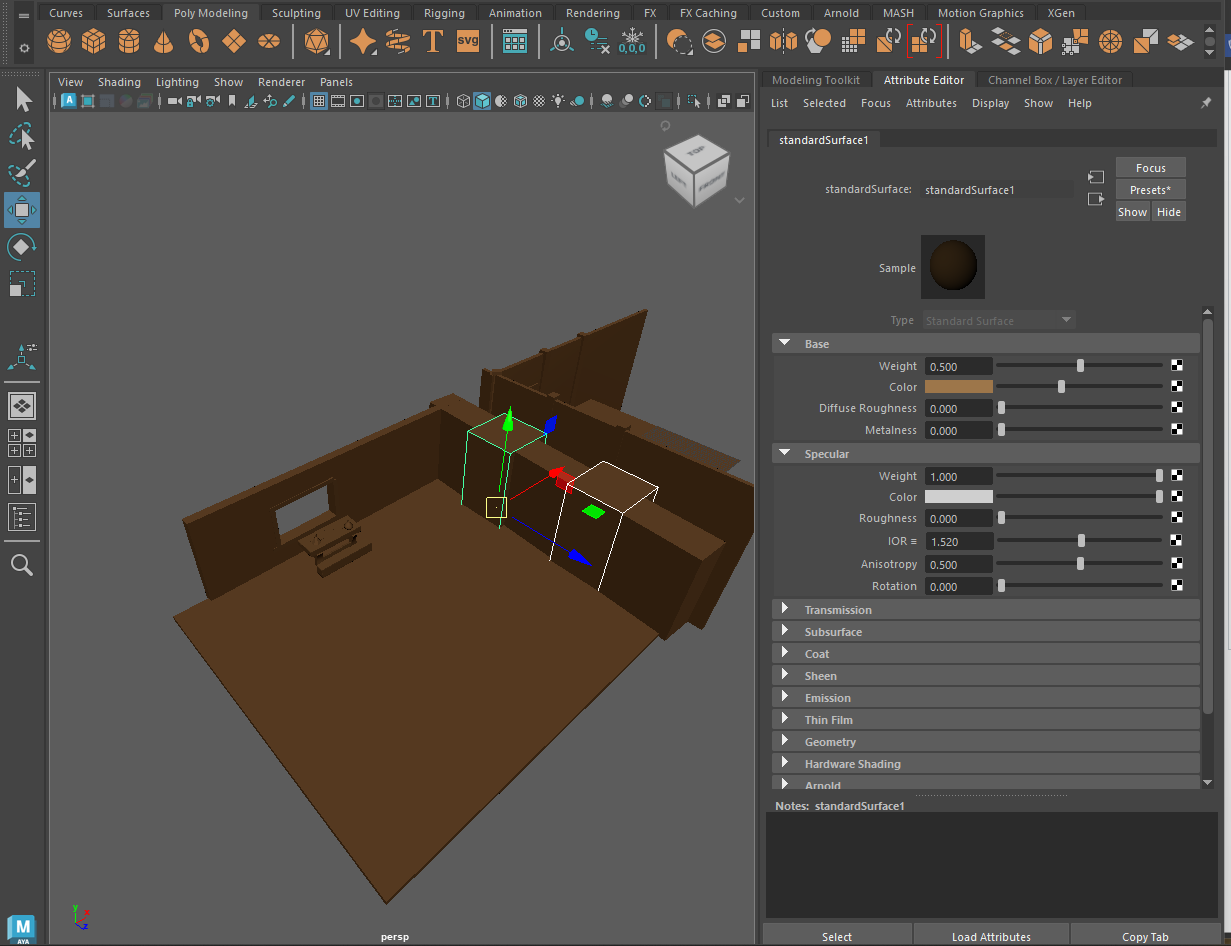 Curves Surfaces Poly Modeling Sculpting UV Editing Rigging Animation Rendering FX FX Caching Custom Arnold MASH Motion Graphics XGen
T svg 0,0,0
View Shading Lighting Show Renderer Panels
Modeling Toolkit Attribute Editor Channel Box / Layer Editor
List Selected Focus Attributes Display Show Help
A T
standardSurface1
TOP
LEFT FRONT
Focus
standardSurface: standardSurface1 Presets*
Show Hide
Sample
Type Standard Surface
Base
Weight 0.500
Color
Diffuse Roughness 0.000
Metalness 0.000
Specular
Weight 1.000
Color
Roughness 0.000
IOR = 1.520
Anisotropy 0.500
Rotation 0.000
Transmission
Subsurface
Coat
Sheen
Emission
Thin Film
Geometry
Hardware Shading
Arnold
Notes: standardSurface1
y
x
z
M
AYA
persp
Select Load Attributes Copy Tab